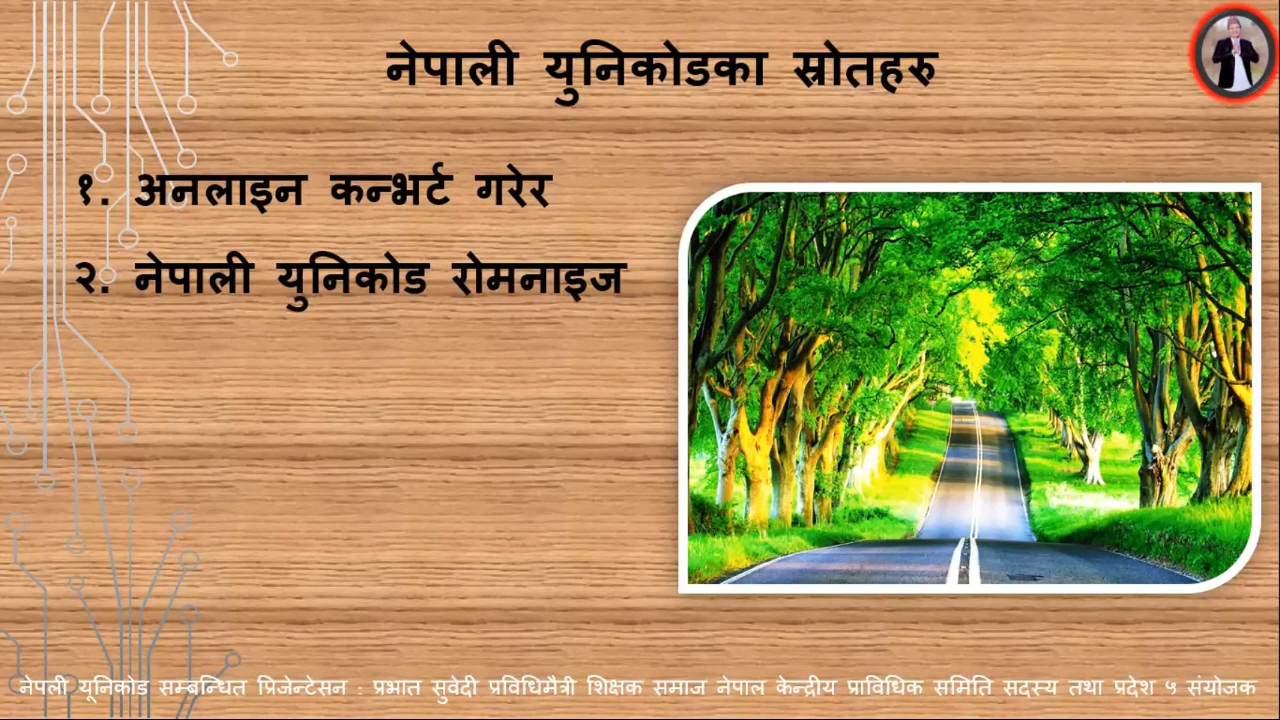 नेपाली युनिकोडका स्रोतहरु
१. अनलाइन कन्भर्ट गरेर
२. नेपाली युनिकोड रोमनाइज
नेपली यूनिकोड सम्बन्धित प्रिजेन्टेसन : प्रभात सुवेदी प्रविधिमैत्री शिक्षक समाज नेपाल केन्द्रीय प्राविधिक समिति सदस्य तथा प्रदेश ५ संयोजक